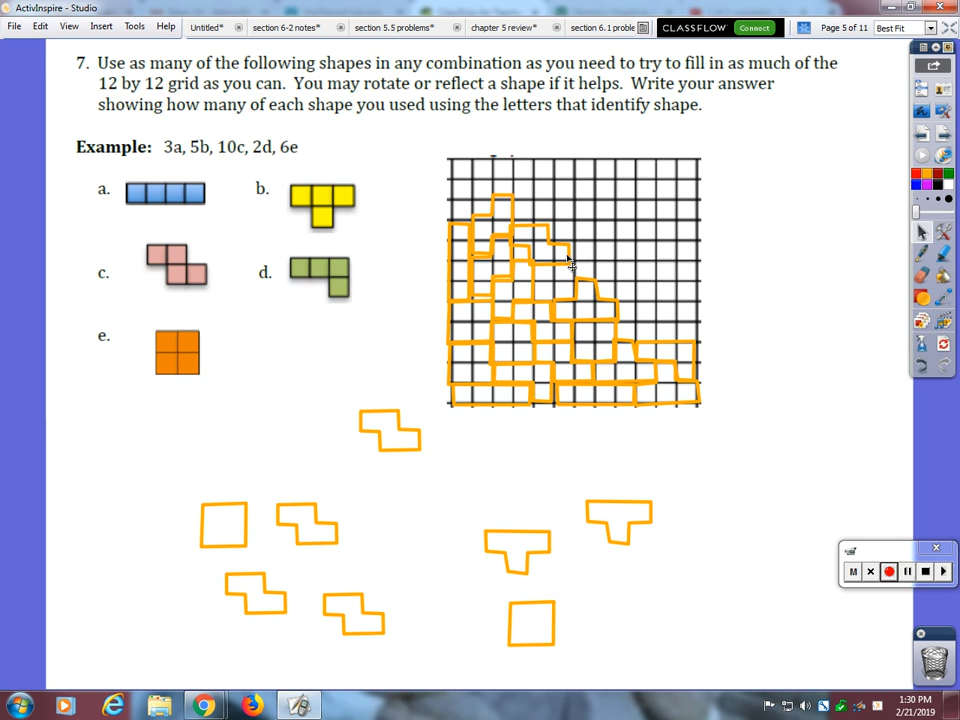 ActivInspire - Studio
File Edit View Insert Tools Help
Untitled*
section 6-2 notes*
section 5.5 problems*
chapter 5 review*
section 6.1 proble
CLASSFLOW
Connect
Page 5 of 11
Best Fit
7. Use as many of the following shapes in any combination as you need to try to fill in as much of the
12 by 12 grid as you can. You may rotate or reflect a shape if it helps. Write your answer
showing how many of each shape you used using the letters that identify shape.
Example: 3a, 5b, 10c, 2d, 6e
a.
b.
c.
d.
e.
M
1:30 PM
2/21/2019